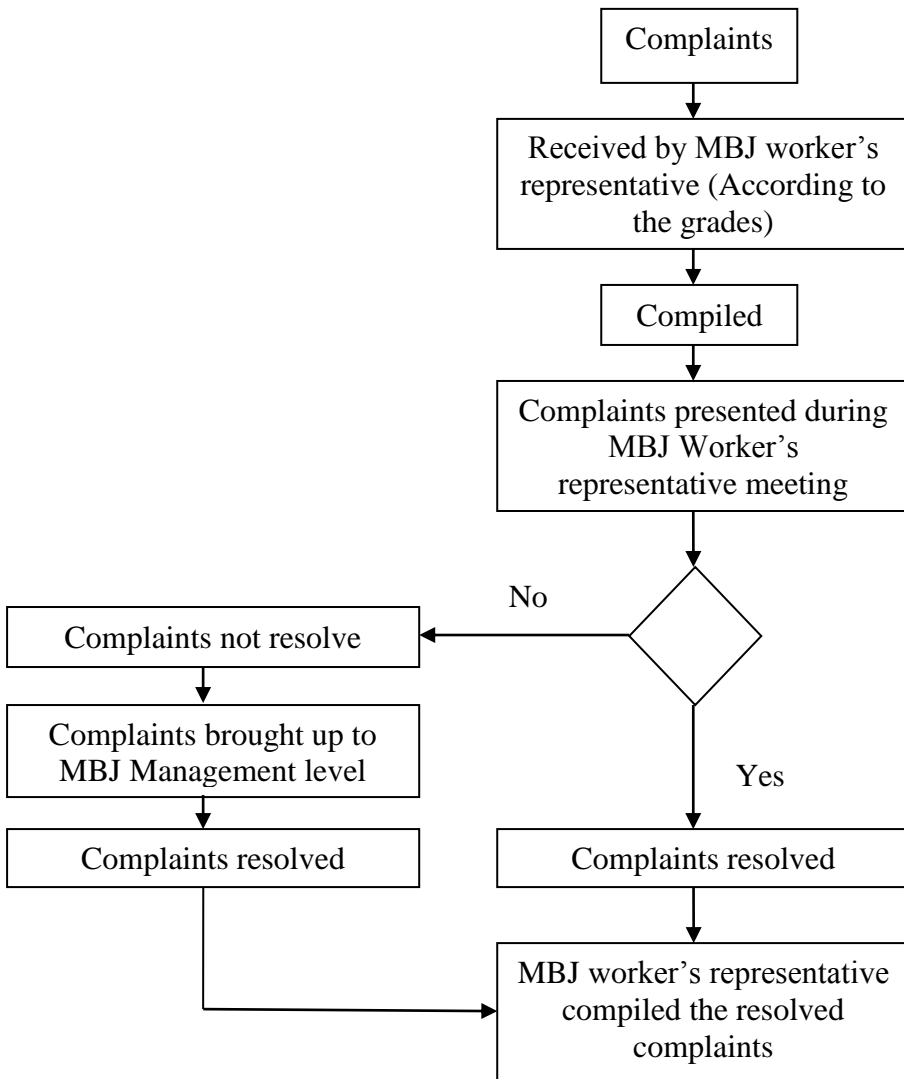 Complaints
Received by MBJ worker’s
representative (According to
the grades)
Compiled
Complaints presented during
MBJ Worker’s
representative meeting
No
Complaints not resolve
Complaints brought up to
MBJ Management level
Complaints resolved
Yes
Complaints resolved
MBJ worker’s representative
compiled the resolved
complaints